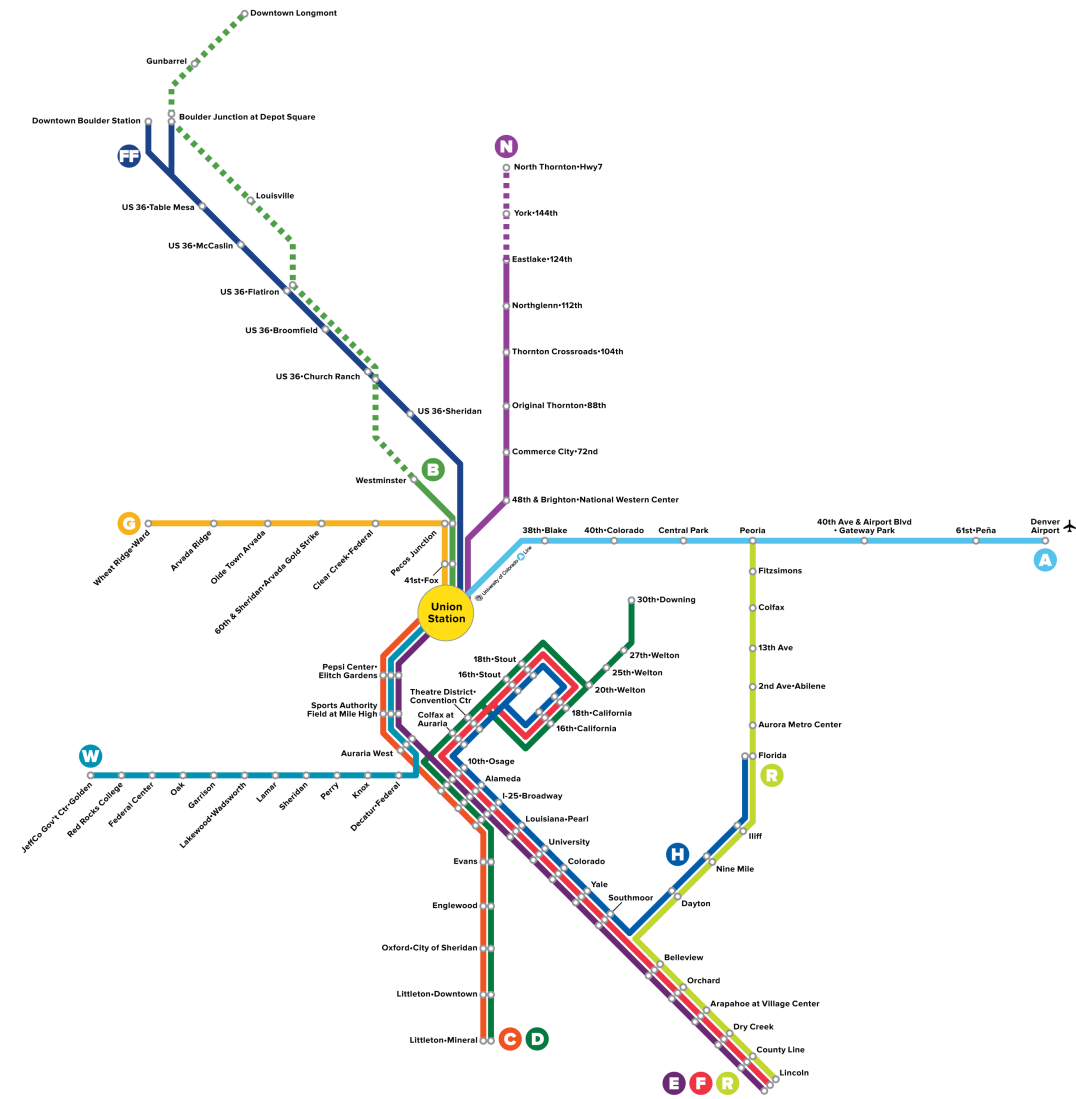 Downtown Longmont
Gunbarrel
Boulder Junction at Depot Square
Downtown Boulder Station
FF
N
North Thornton•Hwy7
Louisville
US 36•Table Mesa
York•144th
US 36•McCaslin
Eastlake•124th
US 36•Flatiron
Northglenn•112th
US 36•Broomfield
Thornton Crossroads•104th
US 36•Church Ranch
US 36•Sheridan
Original Thornton•88th
Commerce City•72nd
B
Westminster
48th & Brighton•National Western Center
G
Wheat Ridge•Ward
Arvada Ridge
Olde Town Arvada
60th & Sheridan•Arvada Gold Strike
Clear Creek•Federal
Pecos Junction
41st•Fox
38th•Blake
40th•Colorado
Central Park
Peoria
40th Ave & Airport Blvd
• Gateway Park
61st•Peña
Denver
Airport
A
University of Colorado
A
Line
Union
Station
Fitzsimons
Colfax
13th Ave
2nd Ave•Abilene
Aurora Metro Center
Florida
R
Iliff
Nine Mile
Dayton
H
30th•Downing
27th•Welton
25th•Welton
20th•Welton
18th•Stout
16th•Stout
18th•California
16th•California
Theatre District•
Convention Ctr
Colfax at
Auraria
Pepsi Center•
Elitch Gardens
Sports Authority
Field at Mile High
Auraria West
W
JeffCo Gov't Ctr•Golden
Red Rocks College
Federal Center
Oak
Garrison
Lakewood•Wadsworth
Lamar
Sheridan
Perry
Knox
Decatur•Federal
10th•Osage
Alameda
I-25•Broadway
Louisiana•Pearl
University
Colorado
Yale
Southmoor
Evans
Englewood
Oxford•City of Sheridan
Littleton•Downtown
Littleton•Mineral
C
D
Belleview
Orchard
Arapahoe at Village Center
Dry Creek
County Line
Lincoln
E
F
R